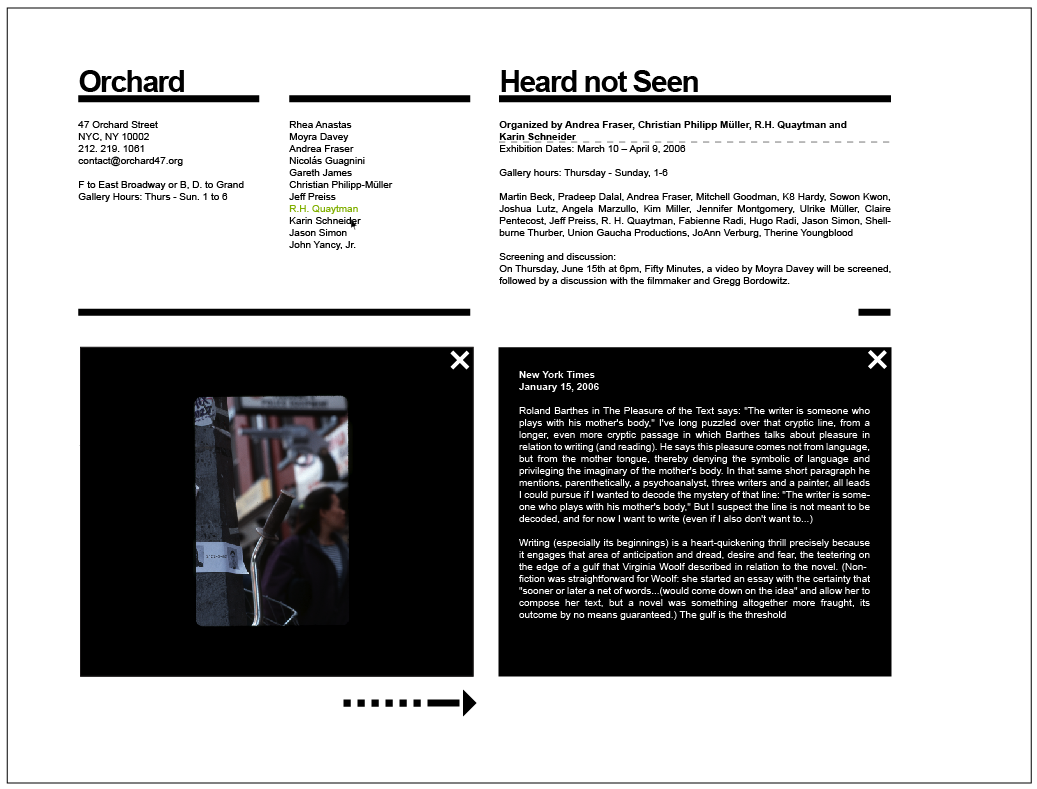 Orchard
47 Orchard Street
NYC, NY 10002
212. 219. 1061
contact@orchard47.org
F to East Broadway or B, D. to Grand
Gallery Hours: Thurs - Sun. 1 to 6
Rhea Anastas
Moyra Davey
Andrea Fraser
Nicolás Guagnini
Gareth James
Christian Philipp-Müller
Jeff Preiss
R.H. Quaytman
Karin Schneider
Jason Simon
John Yancy, Jr.
Heard not Seen
Organized by Andrea Fraser, Christian Philipp Müller, R.H. Quaytman and
Karin Schneider
Exhibition Dates: March 10 – April 9, 2006
Gallery hours: Thursday - Sunday, 1-6
Martin Beck, Pradeep Dalal, Andrea Fraser, Mitchell Goodman, K8 Hardy, Sowon Kwon,
Joshua Lutz, Angela Marzullo, Kim Miller, Jennifer Montgomery, Ulrike Müller, Claire
Pentecost, Jeff Preiss, R. H. Quaytman, Fabienne Radi, Hugo Radi, Jason Simon, Shell-
burne Thurber, Union Gaucha Productions, JoAnn Verburg, Therine Youngblood
Screening and discussion:
On Thursday, June 15th at 6pm, Fifty Minutes, a video by Moyra Davey will be screened,
followed by a discussion with the filmmaker and Gregg Bordowitz.
New York Times
January 15, 2006
Roland Barthes in The Pleasure of the Text says: "The writer is someone who
plays with his mother's body," I've long puzzled over that cryptic line, from a
longer, even more cryptic passage in which Barthes talks about pleasure in
relation to writing (and reading). He says this pleasure comes not from language,
but from the mother tongue, thereby denying the symbolic of language and
privileging the imaginary of the mother's body. In that same short paragraph he
mentions, parenthetically, a psychoanalyst, three writers and a painter, all leads
I could pursue if I wanted to decode the mystery of that line: "The writer is some-
one who plays with his mother's body," But I suspect the line is not meant to be
decoded, and for now I want to write (even if I also don't want to...)
Writing (especially its beginnings) is a heart-quickening thrill precisely because
it engages that area of anticipation and dread, desire and fear, the teetering on
the edge of a gulf that Virginia Woolf described in relation to the novel. (Non-
fiction was straightforward for Woolf: she started an essay with the certainty that
"sooner or later a net of words...(would come down on the idea" and allow her to
compose her text, but a novel was something altogether more fraught, its
outcome by no means guaranteed.) The gulf is the threshold